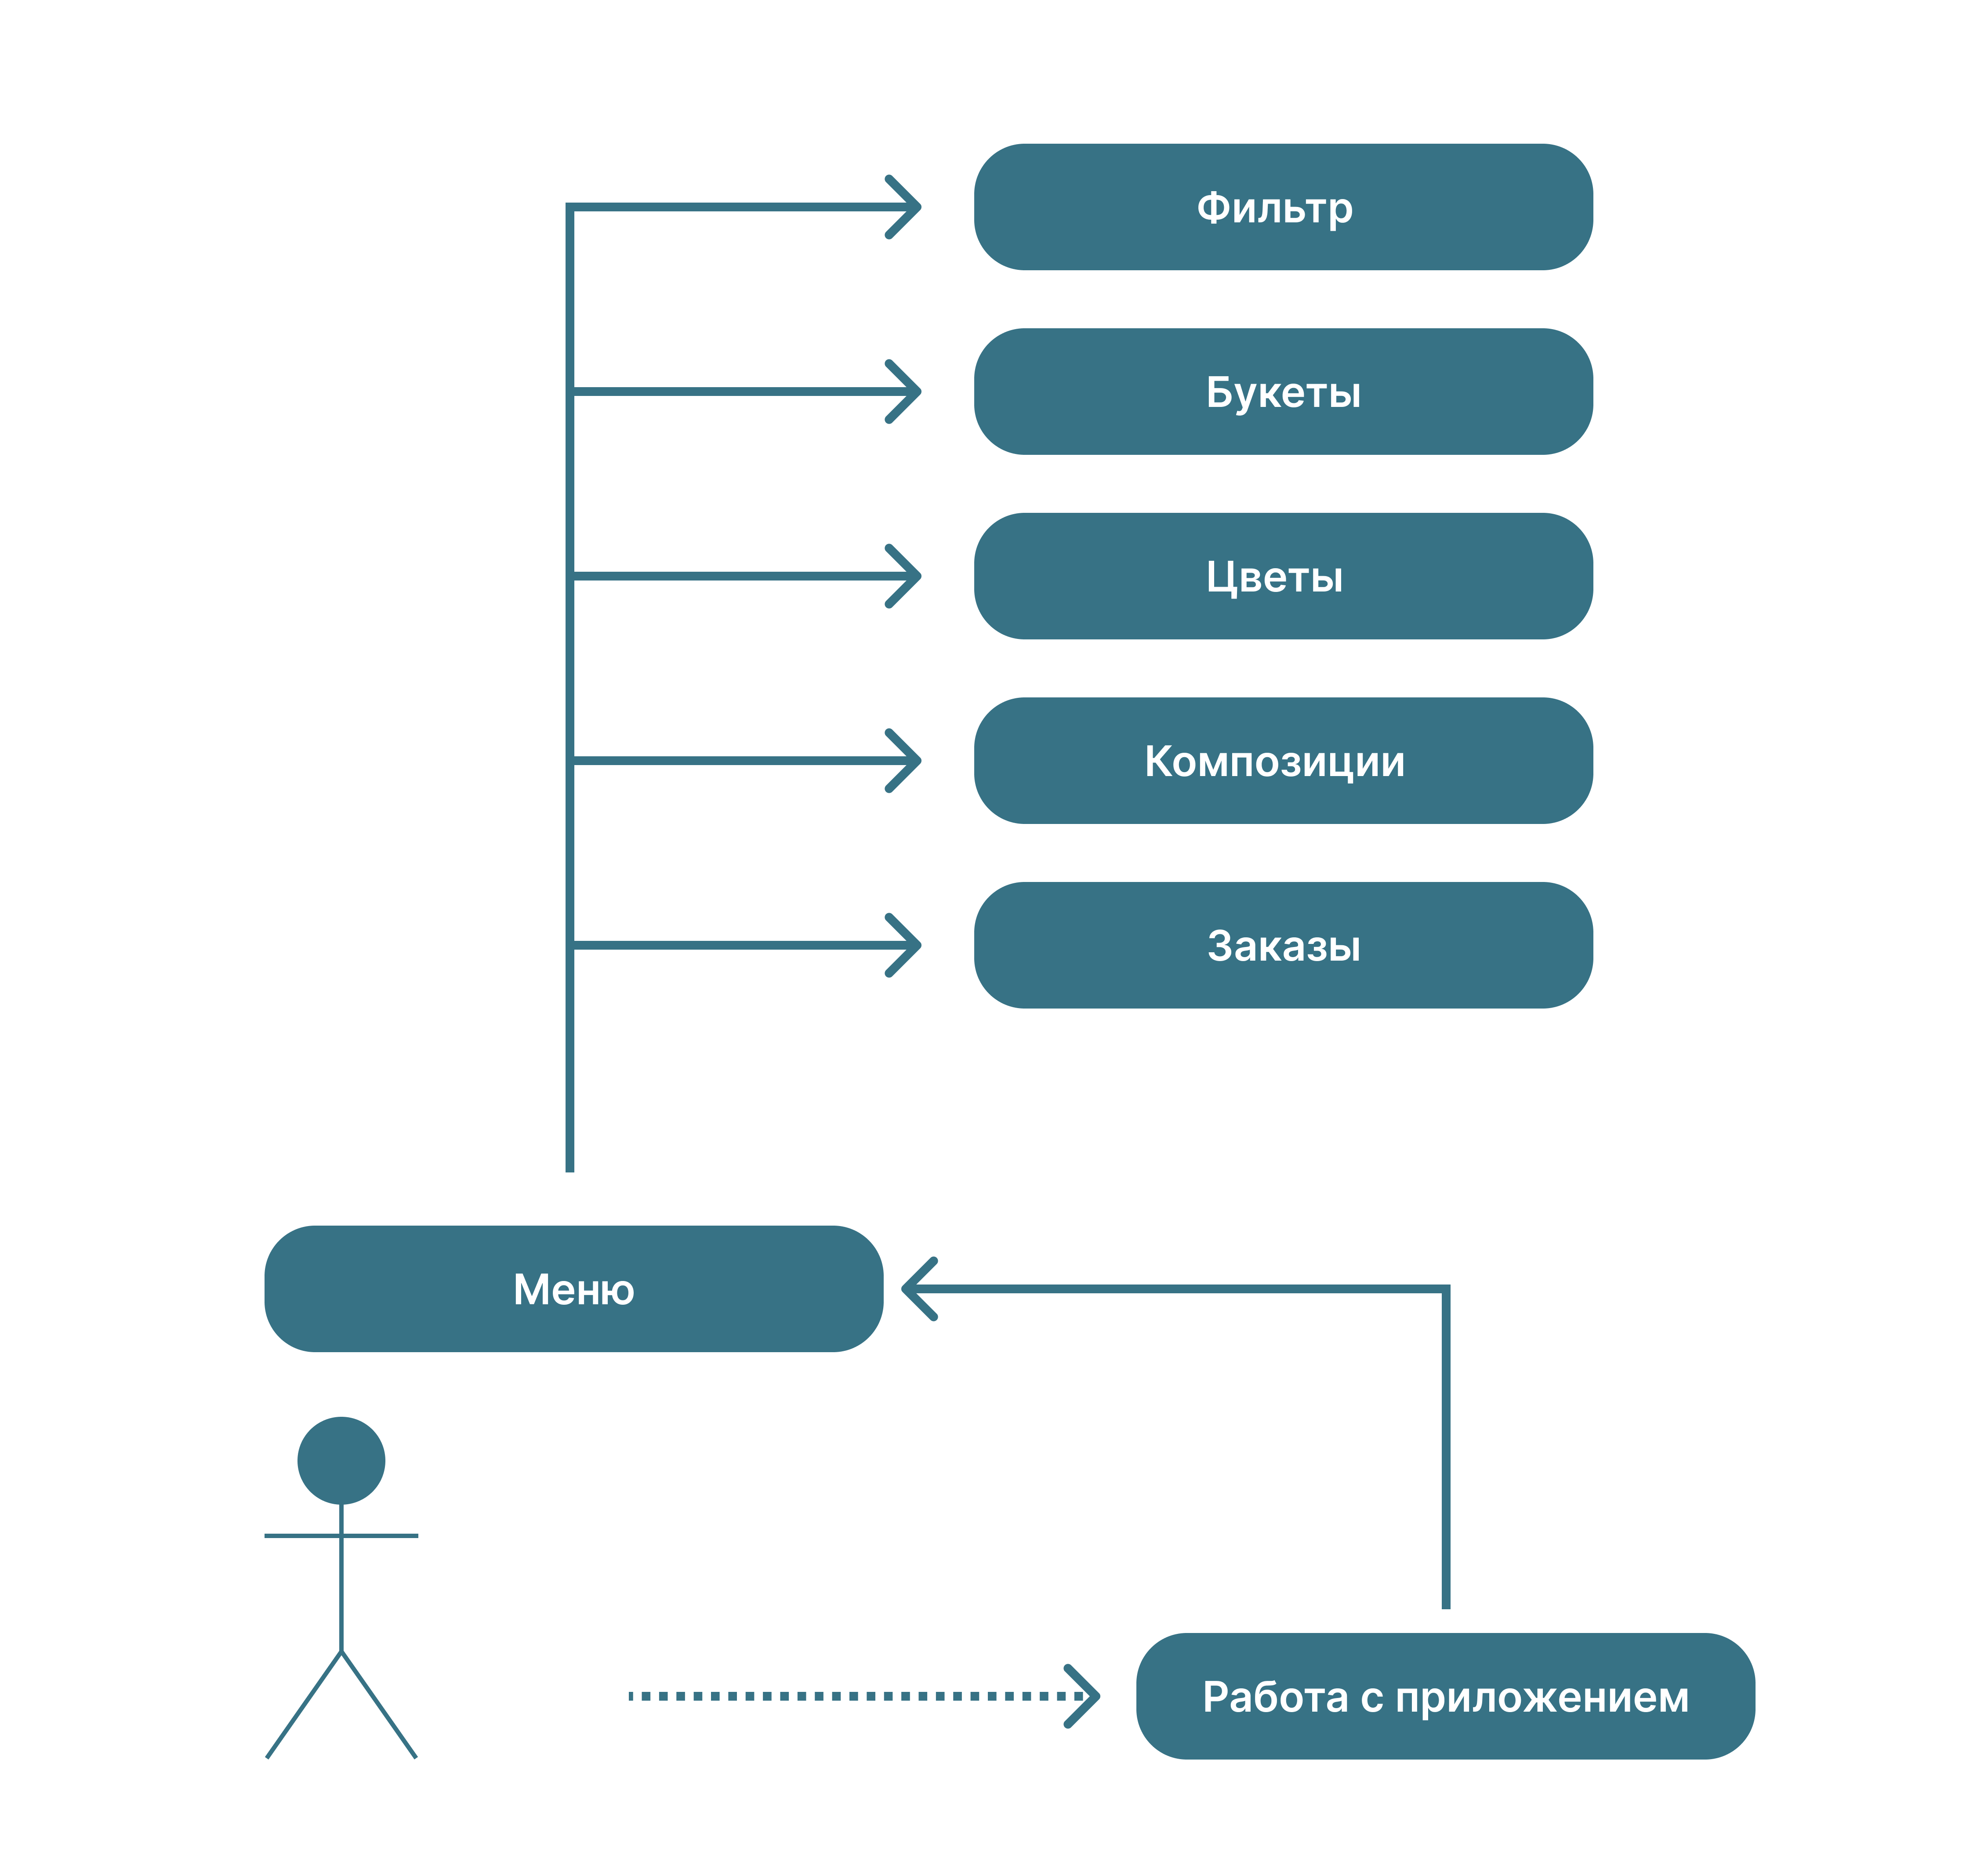 Фильтр
Букеты
Цветы
Композиции
Заказы
Меню
Работа с приложением